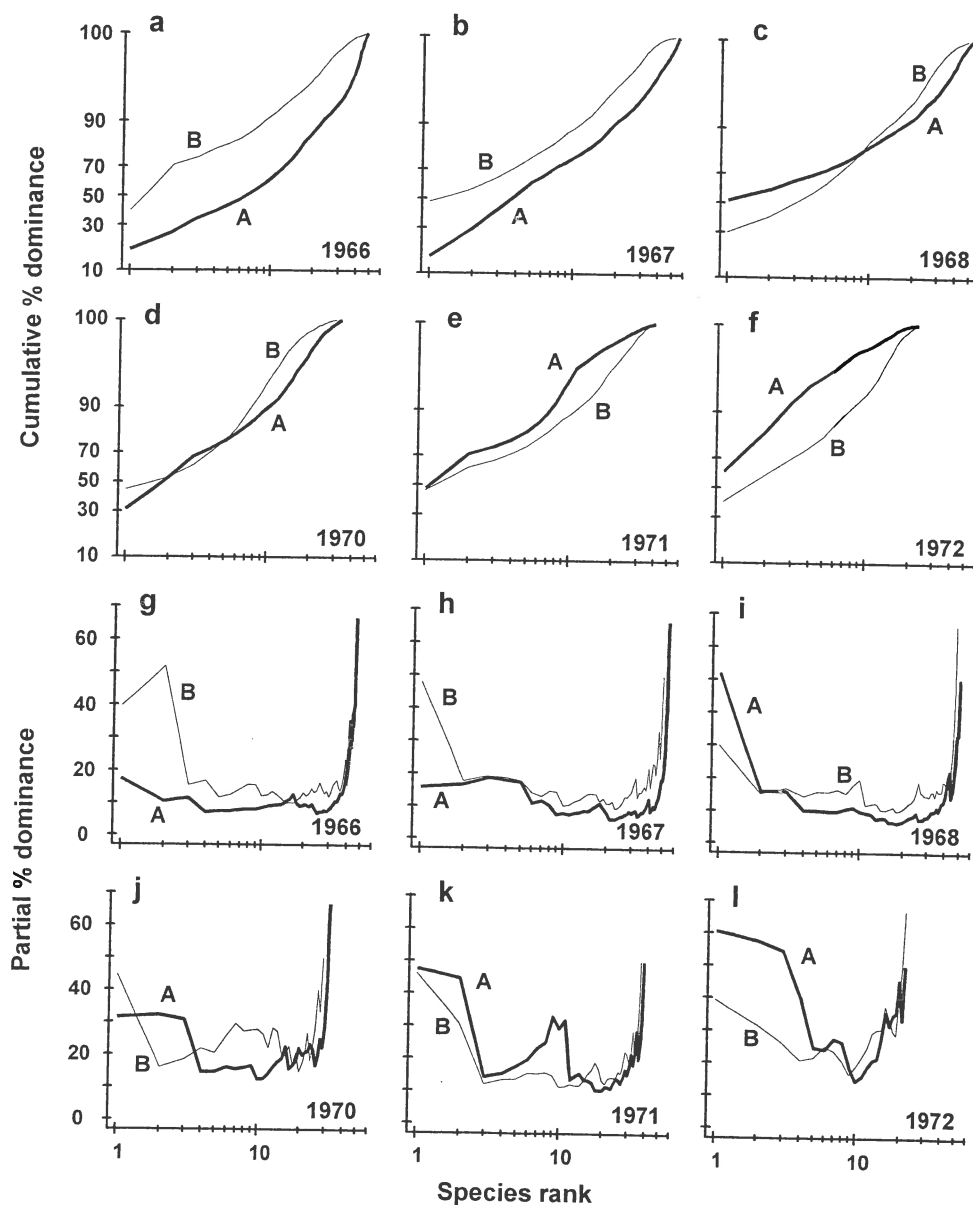 a
b
c
100
90
70
50
30
10
B
A
1966
B
A
1967
B
A
1968
Cumulative % dominance
d
e
f
100
90
70
50
30
10
B
A
1970
A
B
1971
A
B
1972
g
h
i
60
40
20
0
B
A
1966
B
A
1967
A
B
1968
Partial % dominance
j
k
l
60
40
20
0
A
B
1970
A
B
1971
A
B
1972
1 10
1 10
1 10
Species rank